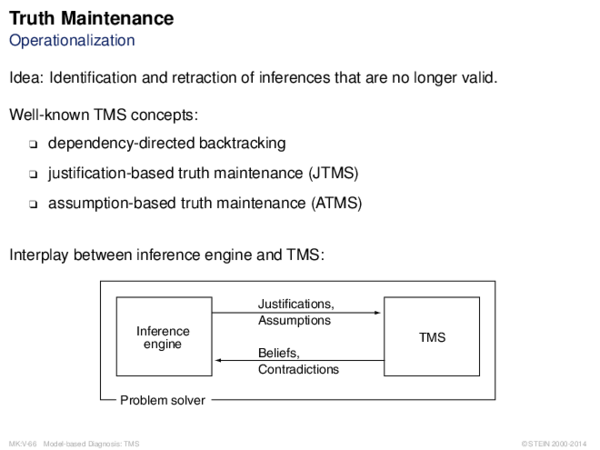 Truth Maintenance
Operationalization
Idea: Identification and retraction of inferences that are no longer valid.
Well-known TMS concepts:
❑ dependency-directed backtracking
❑ justification-based truth maintenance (JTMS)
❑ assumption-based truth maintenance (ATMS)
Interplay between inference engine and TMS:
Justifications,
Assumptions
Inference
engine
TMS
Beliefs,
Contradictions
Problem solver
MK:V-66 Model-based Diagnosis: TMS
© STEIN 2000-2014